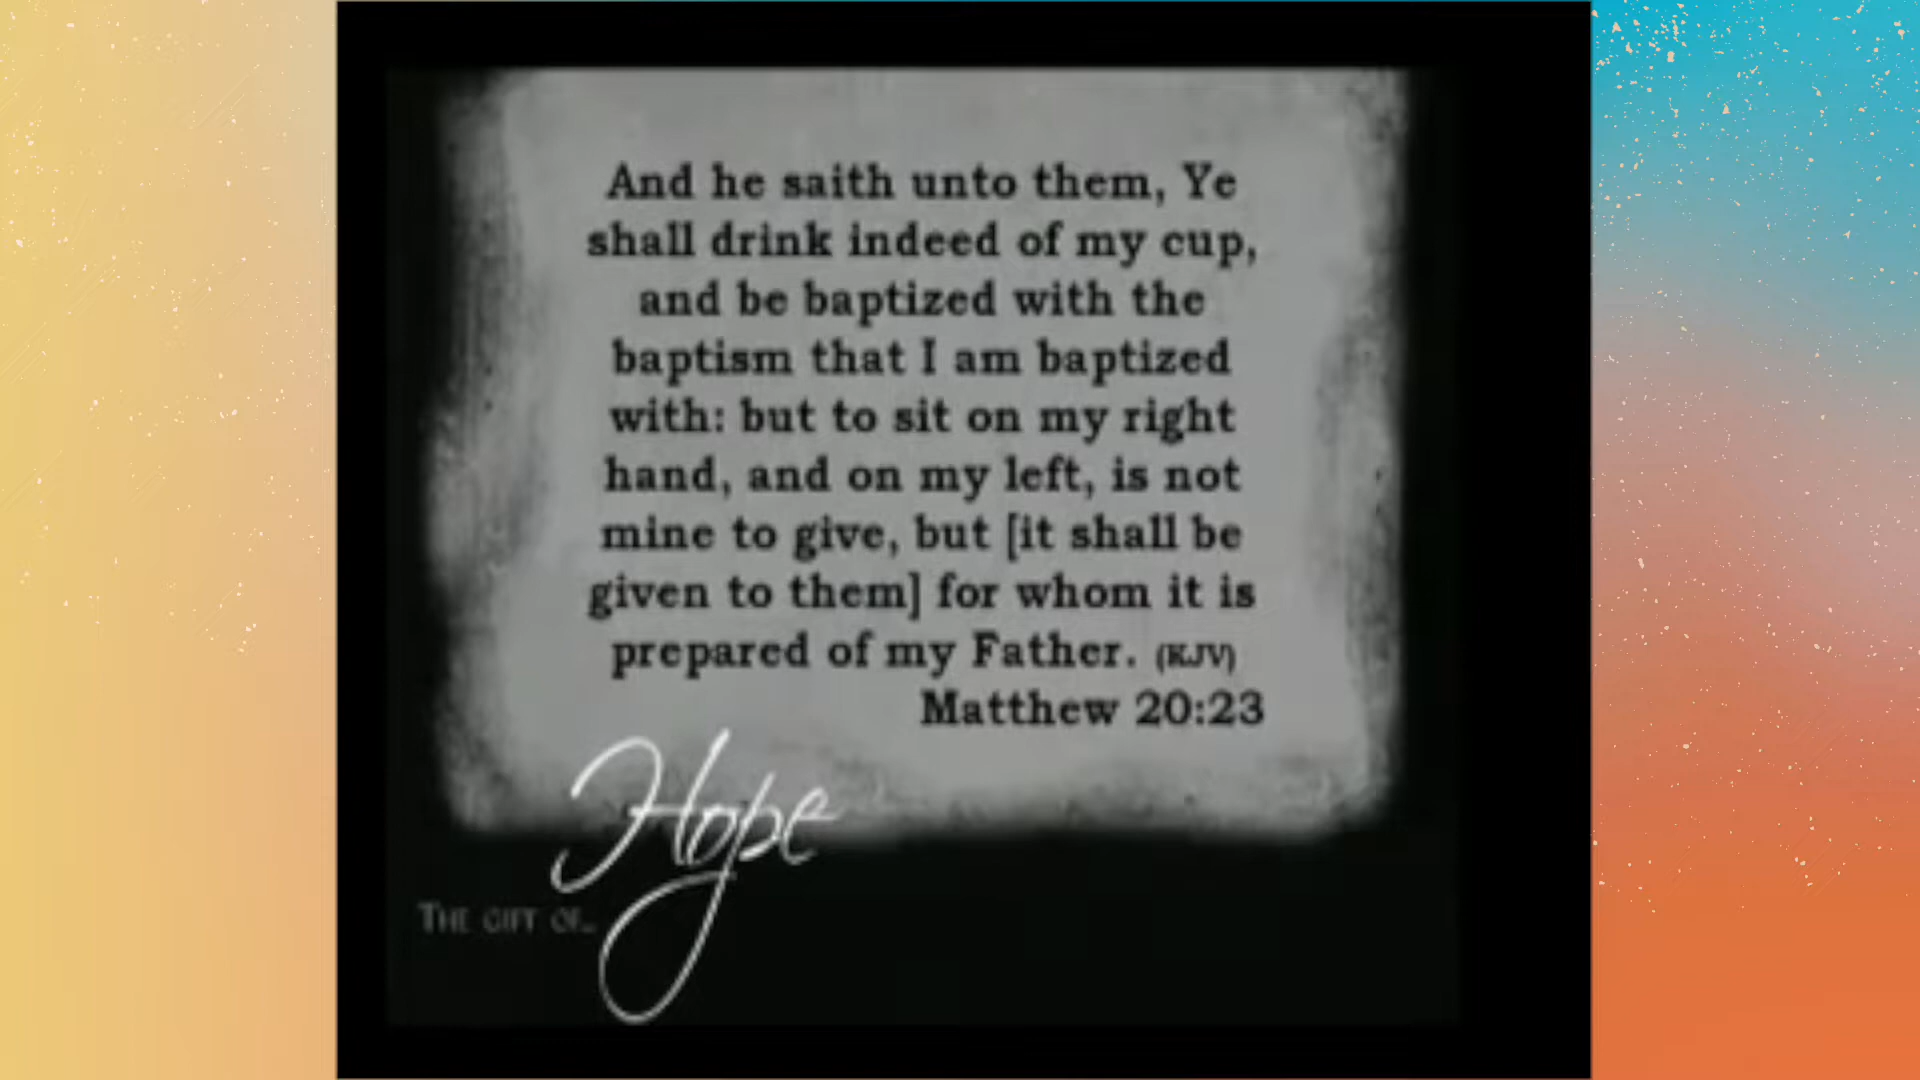 And he saith unto them, Ye
shall drink indeed of my cup,
and be baptized with the
baptism that I am baptized
with: but to sit on my right
hand, and on my left, is not
mine to give, but [it shall be
given to them] for whom it is
prepared of my Father. (KJV)
Matthew 20:23
Hope
THE GIFT OF...